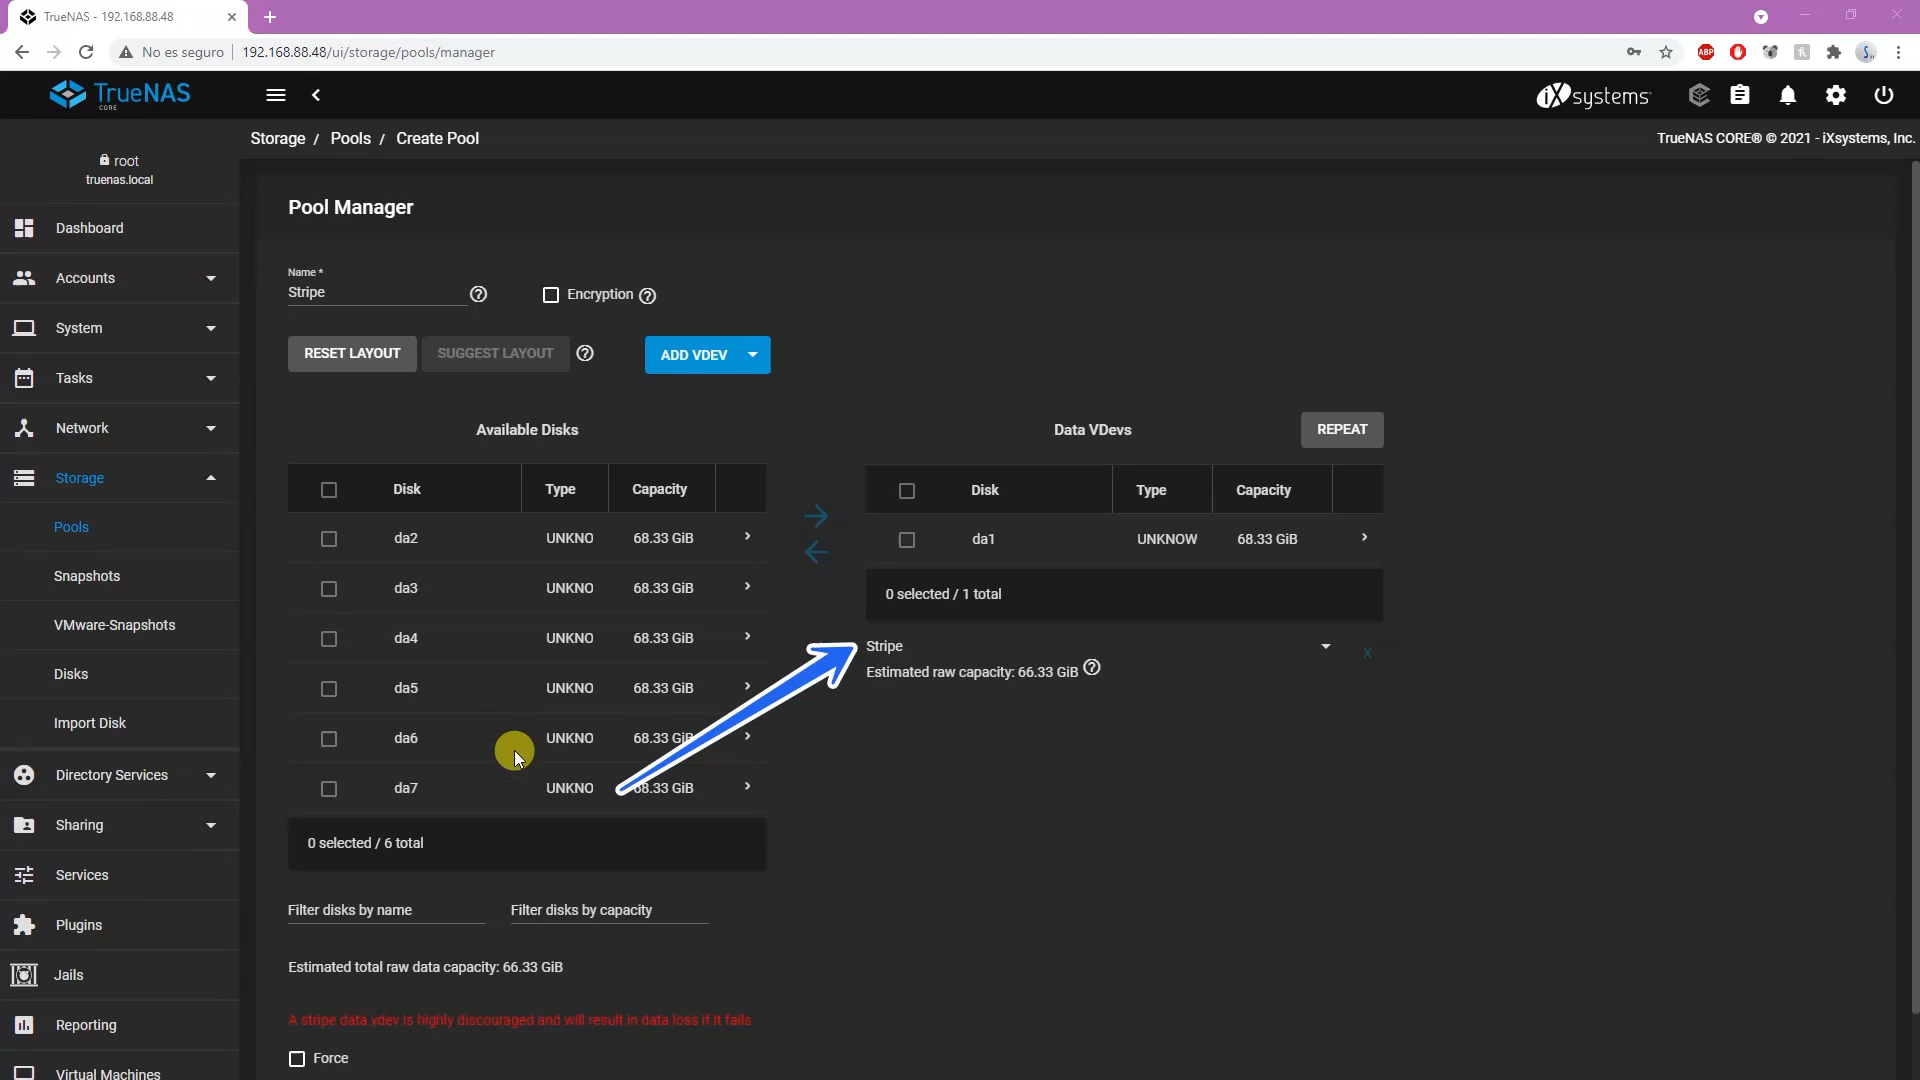 TrueNAS - 192.168.88.48
No es seguro
192.168.88.48/ui/storage/pools/manager
ABP
TrueNAS
CORE
iXsystems
root
truenas.local
Storage / Pools / Create Pool
TrueNAS CORE® © 2021 - iXsystems, Inc.
Dashboard
Accounts
System
Tasks
Network
Storage
Pools
Snapshots
VMware-Snapshots
Disks
Import Disk
Directory Services
Sharing
Services
Plugins
Jails
Reporting
Virtual Machines
Pool Manager
Name *
Stripe
Encryption
RESET LAYOUT
SUGGEST LAYOUT
ADD VDEV
Available Disks
Disk Type Capacity
da2 UNKNO 68.33 GiB
da3 UNKNO 68.33 GiB
da4 UNKNO 68.33 GiB
da5 UNKNO 68.33 GiB
da6 UNKNO 68.33 GiB
da7 UNKNO 68.33 GiB
0 selected / 6 total
Filter disks by name
Filter disks by capacity
Estimated total raw data capacity: 66.33 GiB
A stripe data vdev is highly discouraged and will result in data loss if it fails
Force
Data VDevs
REPEAT
Disk Type Capacity
da1 UNKNOW 68.33 GiB
0 selected / 1 total
Stripe
x
Estimated raw capacity: 66.33 GiB